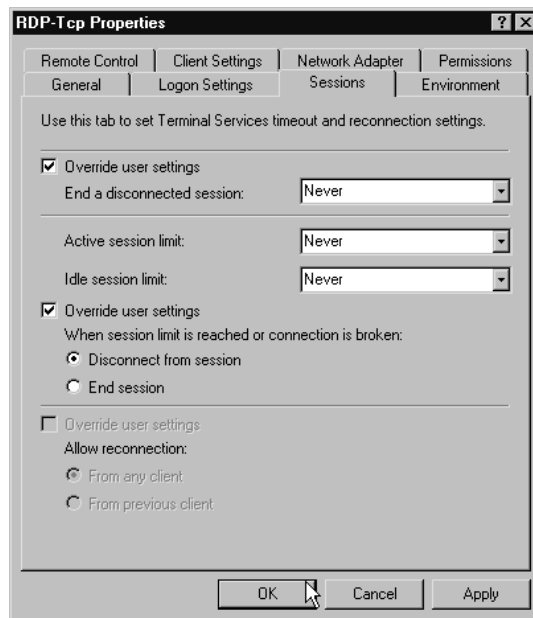 RDP-Tcp Properties
Remote Control Client Settings Network Adapter Permissions
General Logon Settings Sessions Environment
Use this tab to set Terminal Services timeout and reconnection settings.
Override user settings
End a disconnected session: Never
Active session limit: Never
Idle session limit: Never
Override user settings
When session limit is reached or connection is broken:
Disconnect from session
End session
Override user settings
Allow reconnection:
From any client
From previous client
OK Cancel Apply